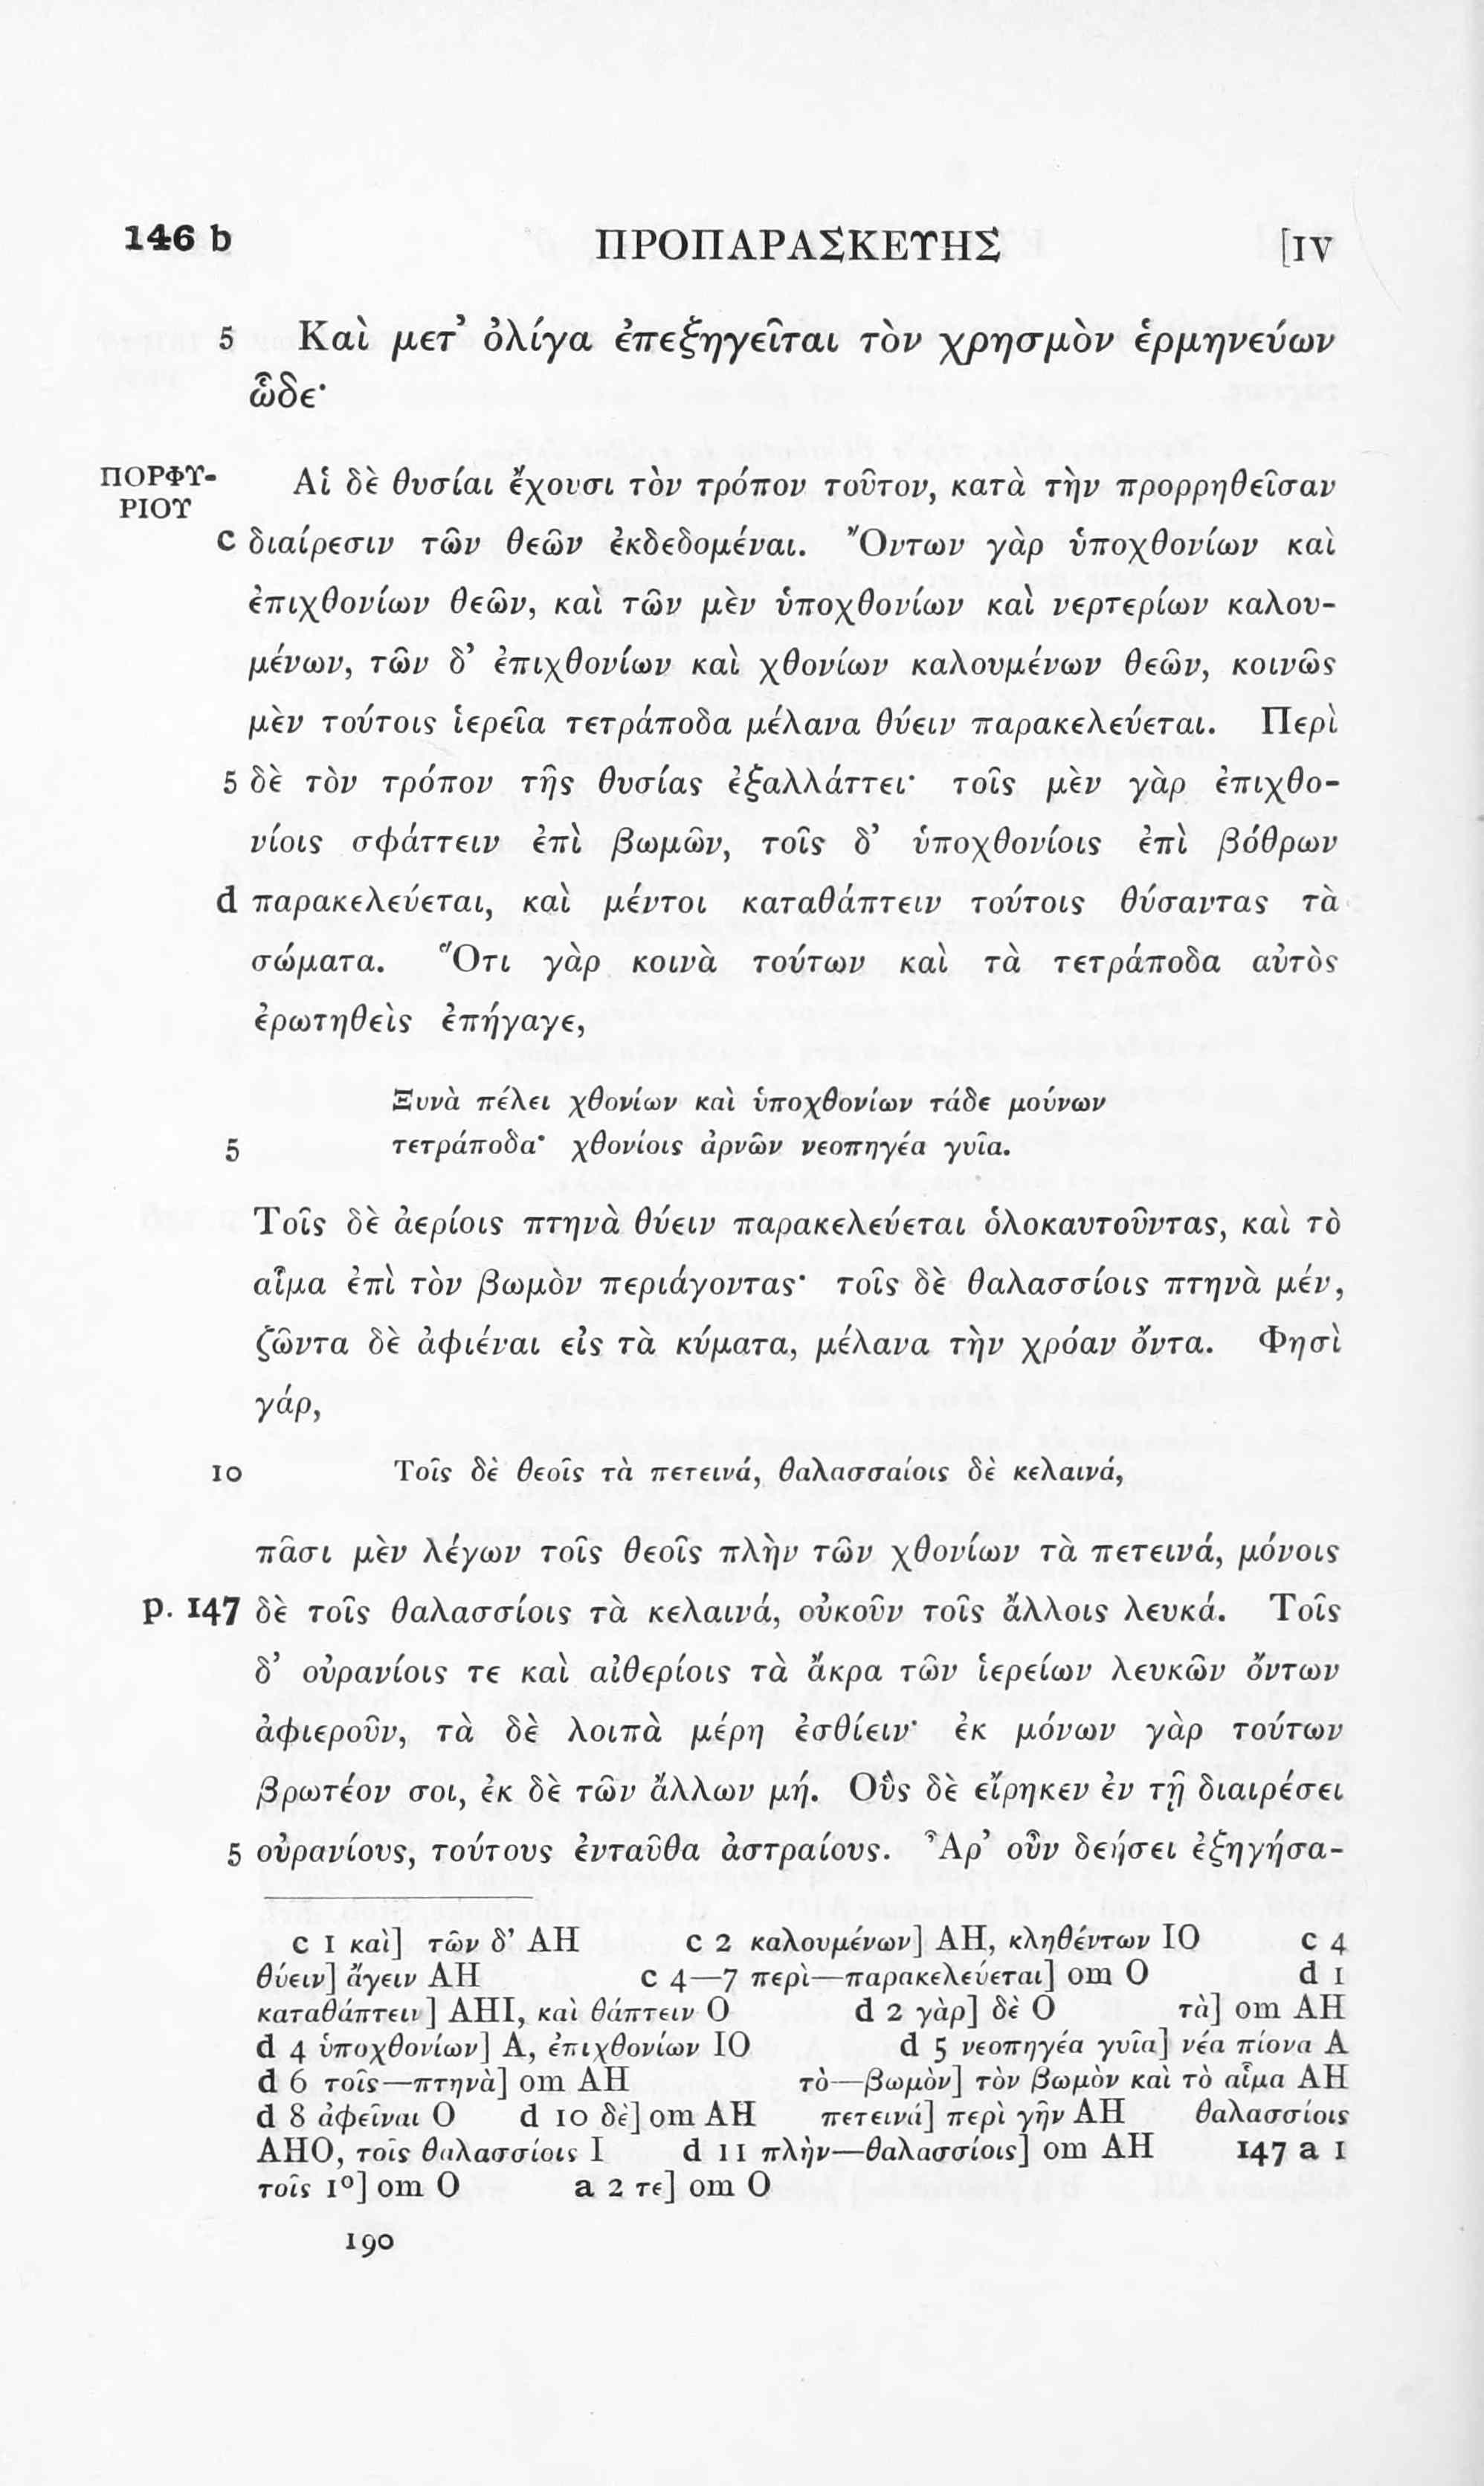 146 b ΠΡΟΠΑΡΑΣΚΕΥΗΣ [IV
5 Καὶ μετ’ ὀλίγα ἐπεξηγεῖται τὸν χρησμὸν ἑρμηνεύων
ὧδε·
ΠΟΡΦΥ- Αἱ δὲ θυσίαι ἔχουσι τὸν τρόπον τοῦτον, κατὰ τὴν προρρηθεῖσαν
ΡΙΟΥ
c διαίρεσιν τῶν θεῶν ἐκδεδομέναι. Ὄντων γὰρ ὑποχθονίων καὶ
ἐπιχθονίων θεῶν, καὶ τῶν μὲν ὑποχθονίων καὶ νερτερίων καλου-
μένων, τῶν δ’ ἐπιχθονίων καὶ χθονίων καλουμένων θεῶν, κοινῶς
μὲν τούτοις ἱερεῖα τετράποδα μέλανα θύειν παρακελεύεται. Περὶ
5 δὲ τὸν τρόπον τῆς θυσίας ἐξαλλάττει· τοῖς μὲν γὰρ ἐπιχθο-
νίοις σφάττειν ἐπὶ βωμῶν, τοῖς δ’ ὑποχθονίοις ἐπὶ βόθρων
d παρακελεύεται, καὶ μέντοι καταθάπτειν τούτοις θύσαντας τὰ
σώματα. Ὅτι γὰρ κοινὰ τούτων καὶ τὰ τετράποδα αὐτὸς
ἐρωτηθεὶς ἐπήγαγε,
Ξυνὰ πέλει χθονίων καὶ ὑποχθονίων τάδε μούνων
5 τετράποδα· χθονίοις ἀρνῶν νεοπηγέα γυῖα.
Τοῖς δὲ ἀερίοις πτηνὰ θύειν παρακελεύεται ὁλοκαυτοῦντας, καὶ τὸ
αἷμα ἐπὶ τὸν βωμὸν περιάγοντας· τοῖς δὲ θαλασσίοις πτηνὰ μέν,
ζῶντα δὲ ἀφιέναι εἰς τὰ κύματα, μέλανα τὴν χρόαν ὄντα. Φησὶ
γάρ,
10 Τοῖς δὲ θεοῖς τὰ πετεινά, θαλασσαίοις δὲ κελαινά,
πᾶσι μὲν λέγων τοῖς θεοῖς πλὴν τῶν χθονίων τὰ πετεινά, μόνοις
p. 147 δὲ τοῖς θαλασσίοις τὰ κελαινά, οὐκοῦν τοῖς ἄλλοις λευκά. Τοῖς
δ’ οὐρανίοις τε καὶ αἰθερίοις τὰ ἄκρα τῶν ἱερείων λευκῶν ὄντων
ἀφιεροῦν, τὰ δὲ λοιπὰ μέρη ἐσθίειν· ἐκ μόνων γὰρ τούτων
βρωτέον σοι, ἐκ δὲ τῶν ἄλλων μή. Οὓς δὲ εἴρηκεν ἐν τῇ διαιρέσει
5 οὐρανίους, τούτους ἐνταῦθα ἀστραίους. Ἆρ’ οὖν δεήσει ἐξηγήσα-
c 1 καὶ] τῶν δ’ AH c 2 καλουμένων] AH, κληθέντων IO c 4
θύειν] ἄγειν AH c 4—7 περὶ—παρακελεύεται] om O d 1
καταθάπτειν] AHI, καὶ θάπτειν O d 2 γὰρ] δὲ O τὰ] om AH
d 4 ὑποχθονίων] A, ἐπιχθονίων IO d 5 νεοπηγέα γυῖα] νέα πίονα A
d 6 τοῖς—πτηνὰ] om AH τὸ—βωμὸν] τὸν βωμὸν καὶ τὸ αἷμα AH
d 8 ἀφεῖναι O d 10 δὲ] om AH πετεινά] περὶ γῆν AH θαλασσίοις
AHO, τοῖς θαλασσίοις I d 11 πλὴν—θαλασσίοις] om AH 147 a 1
τοῖς 1º] om O a 2 τε] om O
190